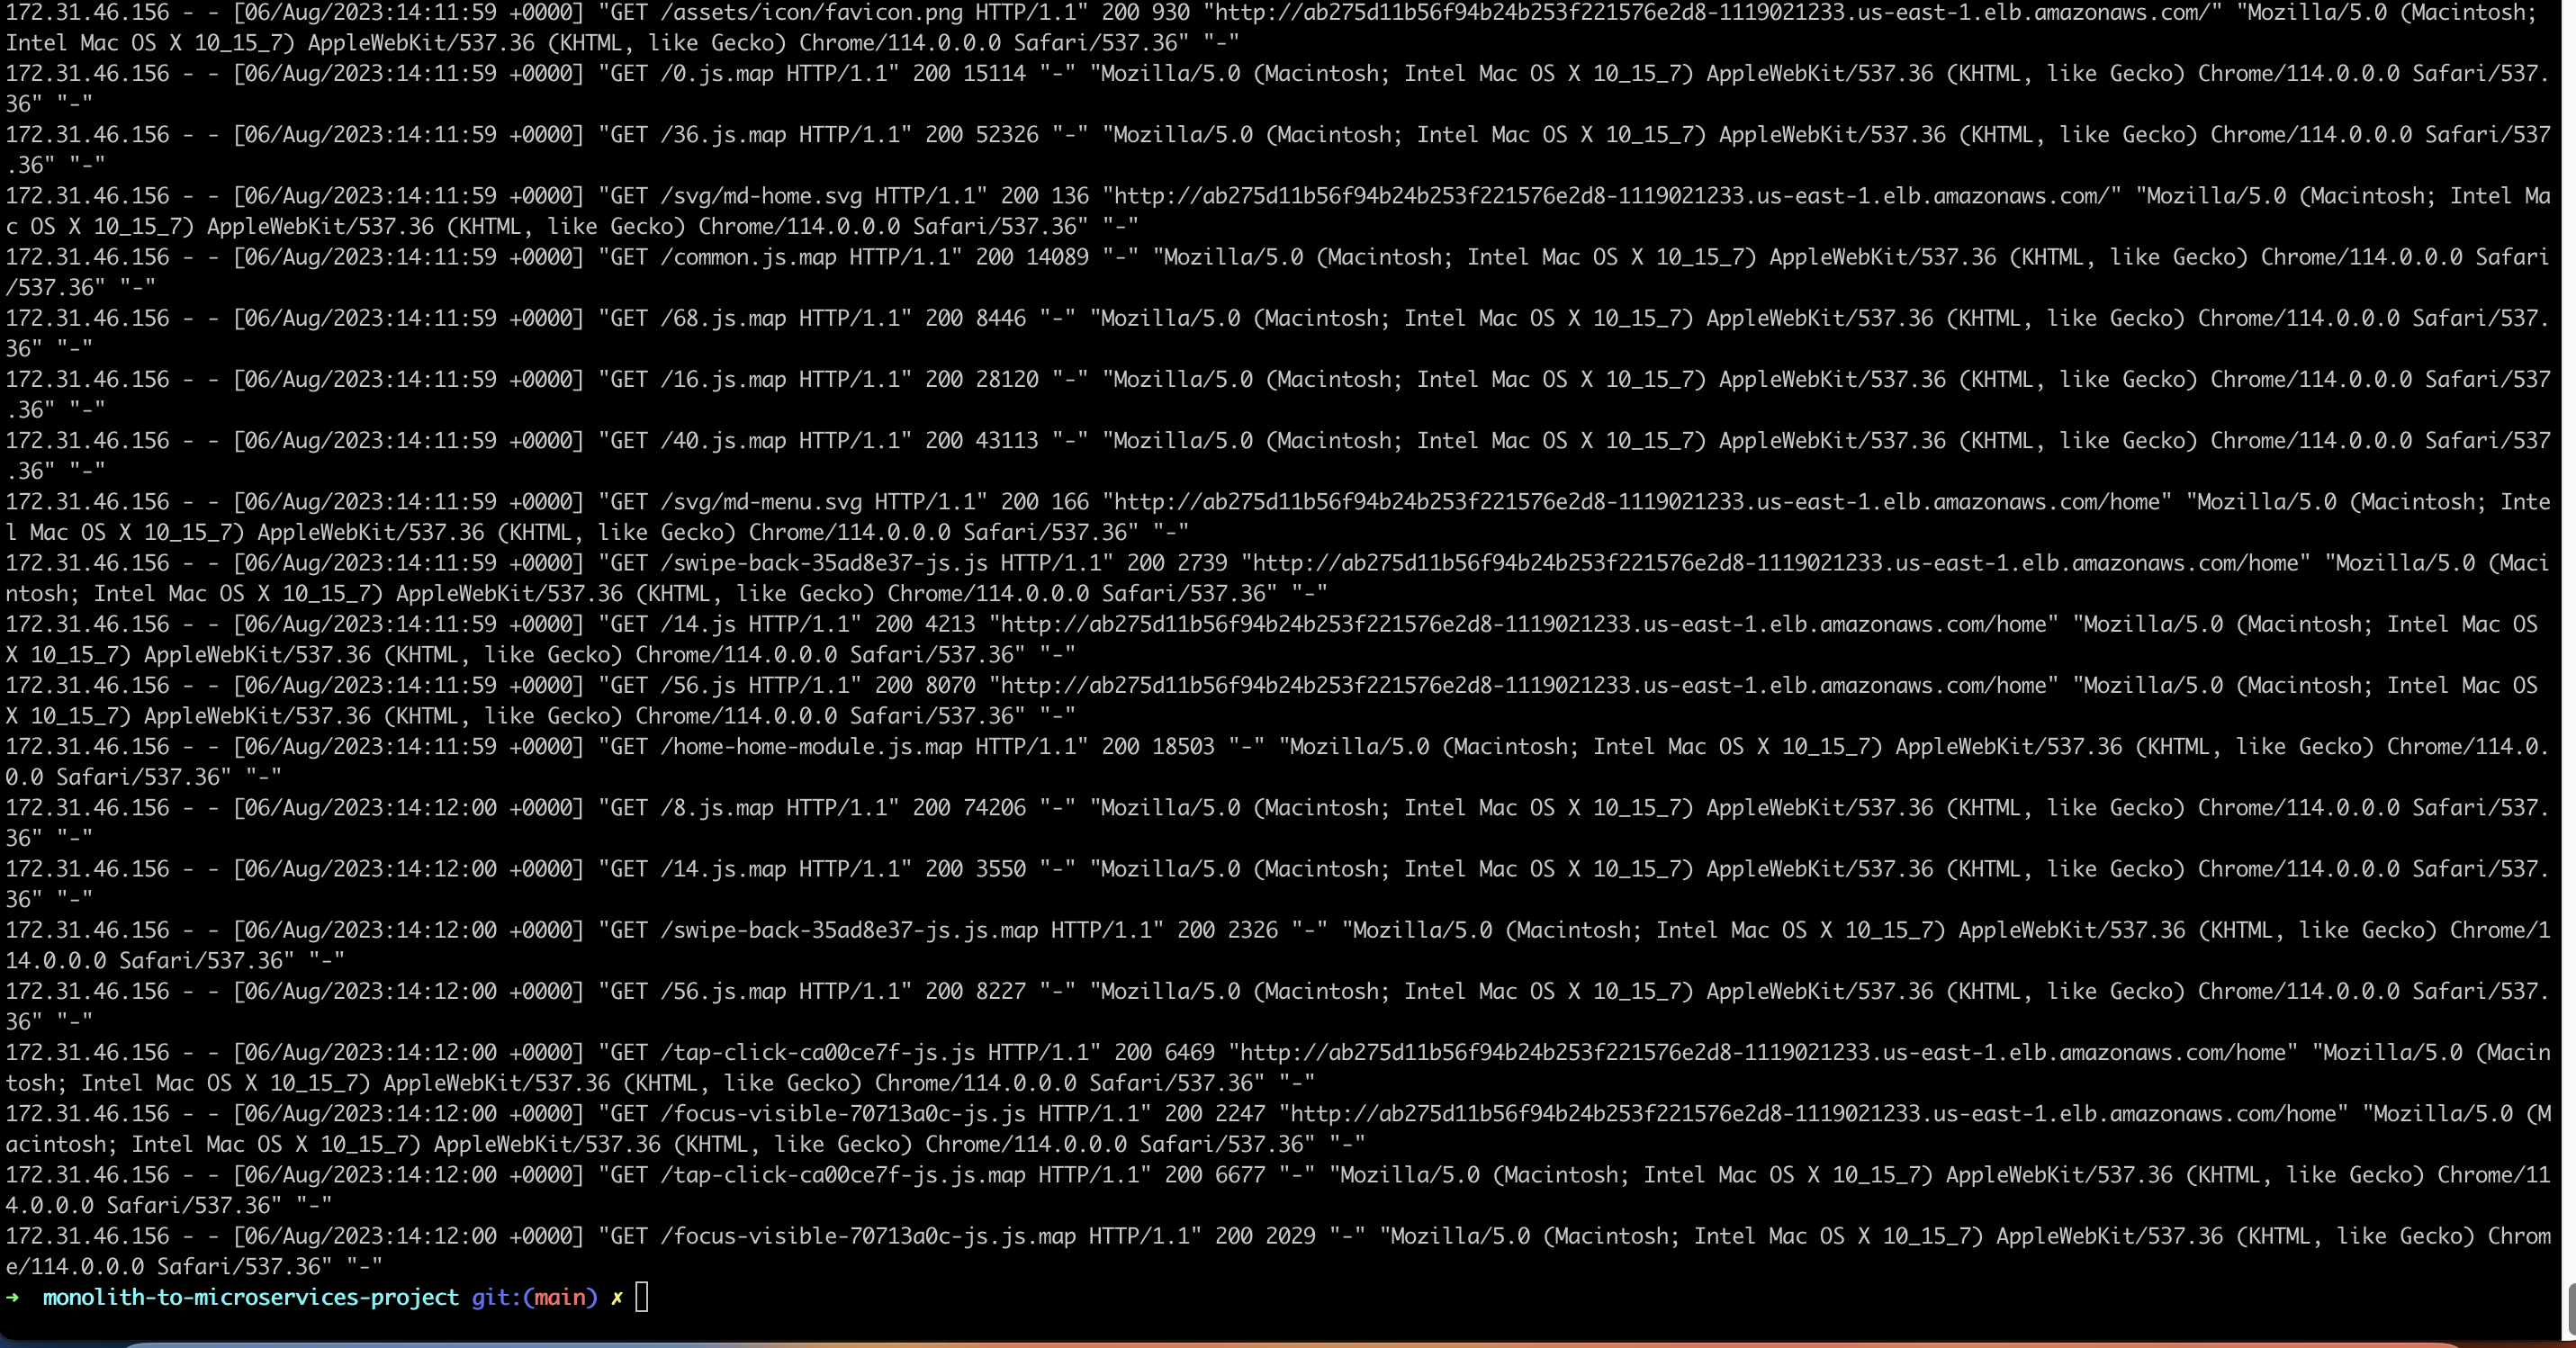 172.31.46.156 - - [06/Aug/2023:14:11:59 +0000] "GET /assets/icon/favicon.png HTTP/1.1" 200 930 "http://ab275d11b56f94b24b253f221576e2d8-1119021233.us-east-1.elb.amazonaws.com/" "Mozilla/5.0 (Macintosh;
Intel Mac OS X 10_15_7) AppleWebKit/537.36 (KHTML, like Gecko) Chrome/114.0.0.0 Safari/537.36" "-"
172.31.46.156 - - [06/Aug/2023:14:11:59 +0000] "GET /0.js.map HTTP/1.1" 200 15114 "-" "Mozilla/5.0 (Macintosh; Intel Mac OS X 10_15_7) AppleWebKit/537.36 (KHTML, like Gecko) Chrome/114.0.0.0 Safari/537.
36" "-"
172.31.46.156 - - [06/Aug/2023:14:11:59 +0000] "GET /36.js.map HTTP/1.1" 200 52326 "-" "Mozilla/5.0 (Macintosh; Intel Mac OS X 10_15_7) AppleWebKit/537.36 (KHTML, like Gecko) Chrome/114.0.0.0 Safari/537
.36" "-"
172.31.46.156 - - [06/Aug/2023:14:11:59 +0000] "GET /svg/md-home.svg HTTP/1.1" 200 136 "http://ab275d11b56f94b24b253f221576e2d8-1119021233.us-east-1.elb.amazonaws.com/" "Mozilla/5.0 (Macintosh; Intel Ma
c OS X 10_15_7) AppleWebKit/537.36 (KHTML, like Gecko) Chrome/114.0.0.0 Safari/537.36" "-"
172.31.46.156 - - [06/Aug/2023:14:11:59 +0000] "GET /common.js.map HTTP/1.1" 200 14089 "-" "Mozilla/5.0 (Macintosh; Intel Mac OS X 10_15_7) AppleWebKit/537.36 (KHTML, like Gecko) Chrome/114.0.0.0 Safari
/537.36" "-"
172.31.46.156 - - [06/Aug/2023:14:11:59 +0000] "GET /68.js.map HTTP/1.1" 200 8446 "-" "Mozilla/5.0 (Macintosh; Intel Mac OS X 10_15_7) AppleWebKit/537.36 (KHTML, like Gecko) Chrome/114.0.0.0 Safari/537.
36" "-"
172.31.46.156 - - [06/Aug/2023:14:11:59 +0000] "GET /16.js.map HTTP/1.1" 200 28120 "-" "Mozilla/5.0 (Macintosh; Intel Mac OS X 10_15_7) AppleWebKit/537.36 (KHTML, like Gecko) Chrome/114.0.0.0 Safari/537
.36" "-"
172.31.46.156 - - [06/Aug/2023:14:11:59 +0000] "GET /40.js.map HTTP/1.1" 200 43113 "-" "Mozilla/5.0 (Macintosh; Intel Mac OS X 10_15_7) AppleWebKit/537.36 (KHTML, like Gecko) Chrome/114.0.0.0 Safari/537
.36" "-"
172.31.46.156 - - [06/Aug/2023:14:11:59 +0000] "GET /svg/md-menu.svg HTTP/1.1" 200 166 "http://ab275d11b56f94b24b253f221576e2d8-1119021233.us-east-1.elb.amazonaws.com/home" "Mozilla/5.0 (Macintosh; Inte
l Mac OS X 10_15_7) AppleWebKit/537.36 (KHTML, like Gecko) Chrome/114.0.0.0 Safari/537.36" "-"
172.31.46.156 - - [06/Aug/2023:14:11:59 +0000] "GET /swipe-back-35ad8e37-js.js HTTP/1.1" 200 2739 "http://ab275d11b56f94b24b253f221576e2d8-1119021233.us-east-1.elb.amazonaws.com/home" "Mozilla/5.0 (Maci
ntosh; Intel Mac OS X 10_15_7) AppleWebKit/537.36 (KHTML, like Gecko) Chrome/114.0.0.0 Safari/537.36" "-"
172.31.46.156 - - [06/Aug/2023:14:11:59 +0000] "GET /14.js HTTP/1.1" 200 4213 "http://ab275d11b56f94b24b253f221576e2d8-1119021233.us-east-1.elb.amazonaws.com/home" "Mozilla/5.0 (Macintosh; Intel Mac OS
X 10_15_7) AppleWebKit/537.36 (KHTML, like Gecko) Chrome/114.0.0.0 Safari/537.36" "-"
172.31.46.156 - - [06/Aug/2023:14:11:59 +0000] "GET /56.js HTTP/1.1" 200 8070 "http://ab275d11b56f94b24b253f221576e2d8-1119021233.us-east-1.elb.amazonaws.com/home" "Mozilla/5.0 (Macintosh; Intel Mac OS
X 10_15_7) AppleWebKit/537.36 (KHTML, like Gecko) Chrome/114.0.0.0 Safari/537.36" "-"
172.31.46.156 - - [06/Aug/2023:14:11:59 +0000] "GET /home-home-module.js.map HTTP/1.1" 200 18503 "-" "Mozilla/5.0 (Macintosh; Intel Mac OS X 10_15_7) AppleWebKit/537.36 (KHTML, like Gecko) Chrome/114.0.
0.0 Safari/537.36" "-"
172.31.46.156 - - [06/Aug/2023:14:12:00 +0000] "GET /8.js.map HTTP/1.1" 200 74206 "-" "Mozilla/5.0 (Macintosh; Intel Mac OS X 10_15_7) AppleWebKit/537.36 (KHTML, like Gecko) Chrome/114.0.0.0 Safari/537.
36" "-"
172.31.46.156 - - [06/Aug/2023:14:12:00 +0000] "GET /14.js.map HTTP/1.1" 200 3550 "-" "Mozilla/5.0 (Macintosh; Intel Mac OS X 10_15_7) AppleWebKit/537.36 (KHTML, like Gecko) Chrome/114.0.0.0 Safari/537.
36" "-"
172.31.46.156 - - [06/Aug/2023:14:12:00 +0000] "GET /swipe-back-35ad8e37-js.js.map HTTP/1.1" 200 2326 "-" "Mozilla/5.0 (Macintosh; Intel Mac OS X 10_15_7) AppleWebKit/537.36 (KHTML, like Gecko) Chrome/1
14.0.0.0 Safari/537.36" "-"
172.31.46.156 - - [06/Aug/2023:14:12:00 +0000] "GET /56.js.map HTTP/1.1" 200 8227 "-" "Mozilla/5.0 (Macintosh; Intel Mac OS X 10_15_7) AppleWebKit/537.36 (KHTML, like Gecko) Chrome/114.0.0.0 Safari/537.
36" "-"
172.31.46.156 - - [06/Aug/2023:14:12:00 +0000] "GET /tap-click-ca00ce7f-js.js HTTP/1.1" 200 6469 "http://ab275d11b56f94b24b253f221576e2d8-1119021233.us-east-1.elb.amazonaws.com/home" "Mozilla/5.0 (Macin
tosh; Intel Mac OS X 10_15_7) AppleWebKit/537.36 (KHTML, like Gecko) Chrome/114.0.0.0 Safari/537.36" "-"
172.31.46.156 - - [06/Aug/2023:14:12:00 +0000] "GET /focus-visible-70713a0c-js.js HTTP/1.1" 200 2247 "http://ab275d11b56f94b24b253f221576e2d8-1119021233.us-east-1.elb.amazonaws.com/home" "Mozilla/5.0 (M
acintosh; Intel Mac OS X 10_15_7) AppleWebKit/537.36 (KHTML, like Gecko) Chrome/114.0.0.0 Safari/537.36" "-"
172.31.46.156 - - [06/Aug/2023:14:12:00 +0000] "GET /tap-click-ca00ce7f-js.js.map HTTP/1.1" 200 6677 "-" "Mozilla/5.0 (Macintosh; Intel Mac OS X 10_15_7) AppleWebKit/537.36 (KHTML, like Gecko) Chrome/11
4.0.0.0 Safari/537.36" "-"
172.31.46.156 - - [06/Aug/2023:14:12:00 +0000] "GET /focus-visible-70713a0c-js.js.map HTTP/1.1" 200 2029 "-" "Mozilla/5.0 (Macintosh; Intel Mac OS X 10_15_7) AppleWebKit/537.36 (KHTML, like Gecko) Chrom
e/114.0.0.0 Safari/537.36" "-"
➜ monolith-to-microservices-project git:(main) ✗